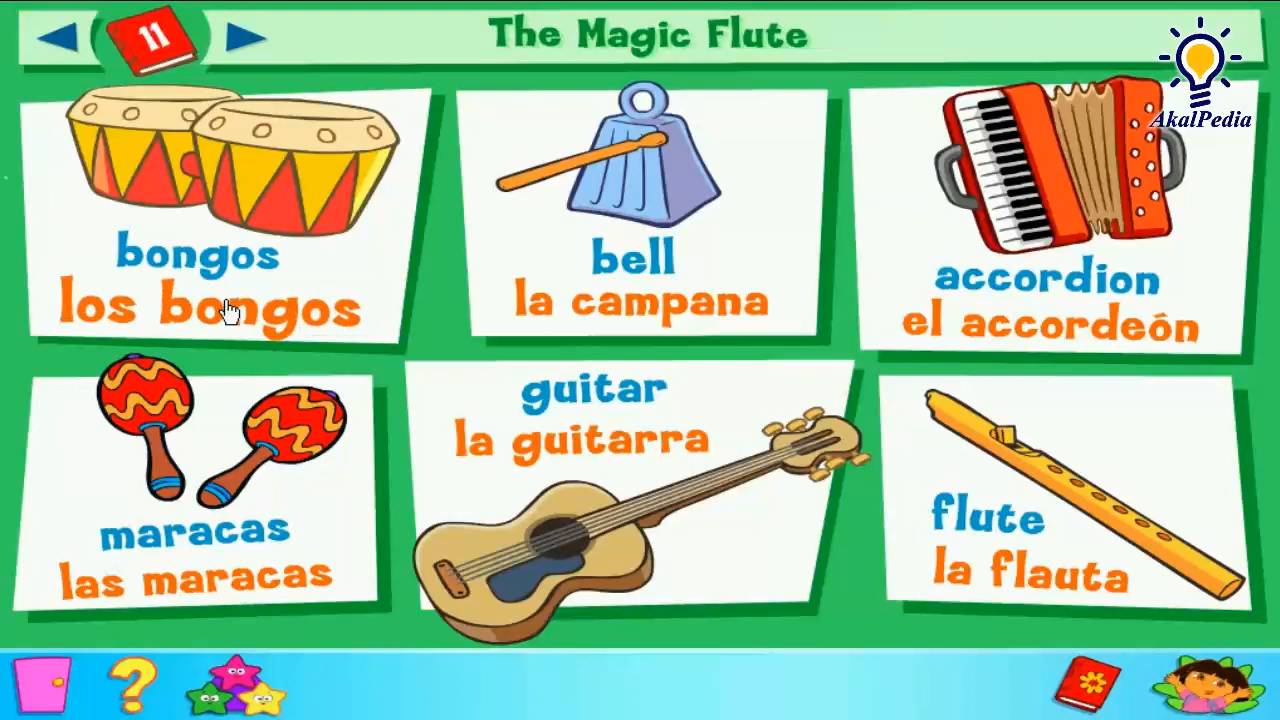 11
The Magic Flute
AkalPedia
bongos
los bongos
bell
la campana
accordion
el accordeón
maracas
las maracas
guitar
la guitarra
flute
la flauta
?